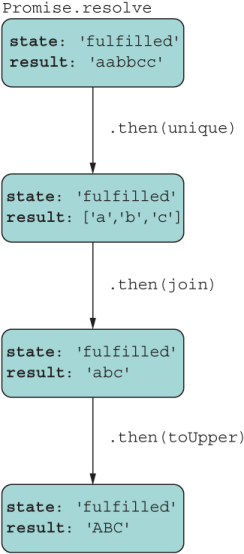 Promise.resolve
state: 'fulfilled'
result: 'aabbcc'
.then(unique)
state: 'fulfilled'
result: ['a','b','c']
.then(join)
state: 'fulfilled'
result: 'abc'
.then(toUpper)
state: 'fulfilled'
result: 'ABC'